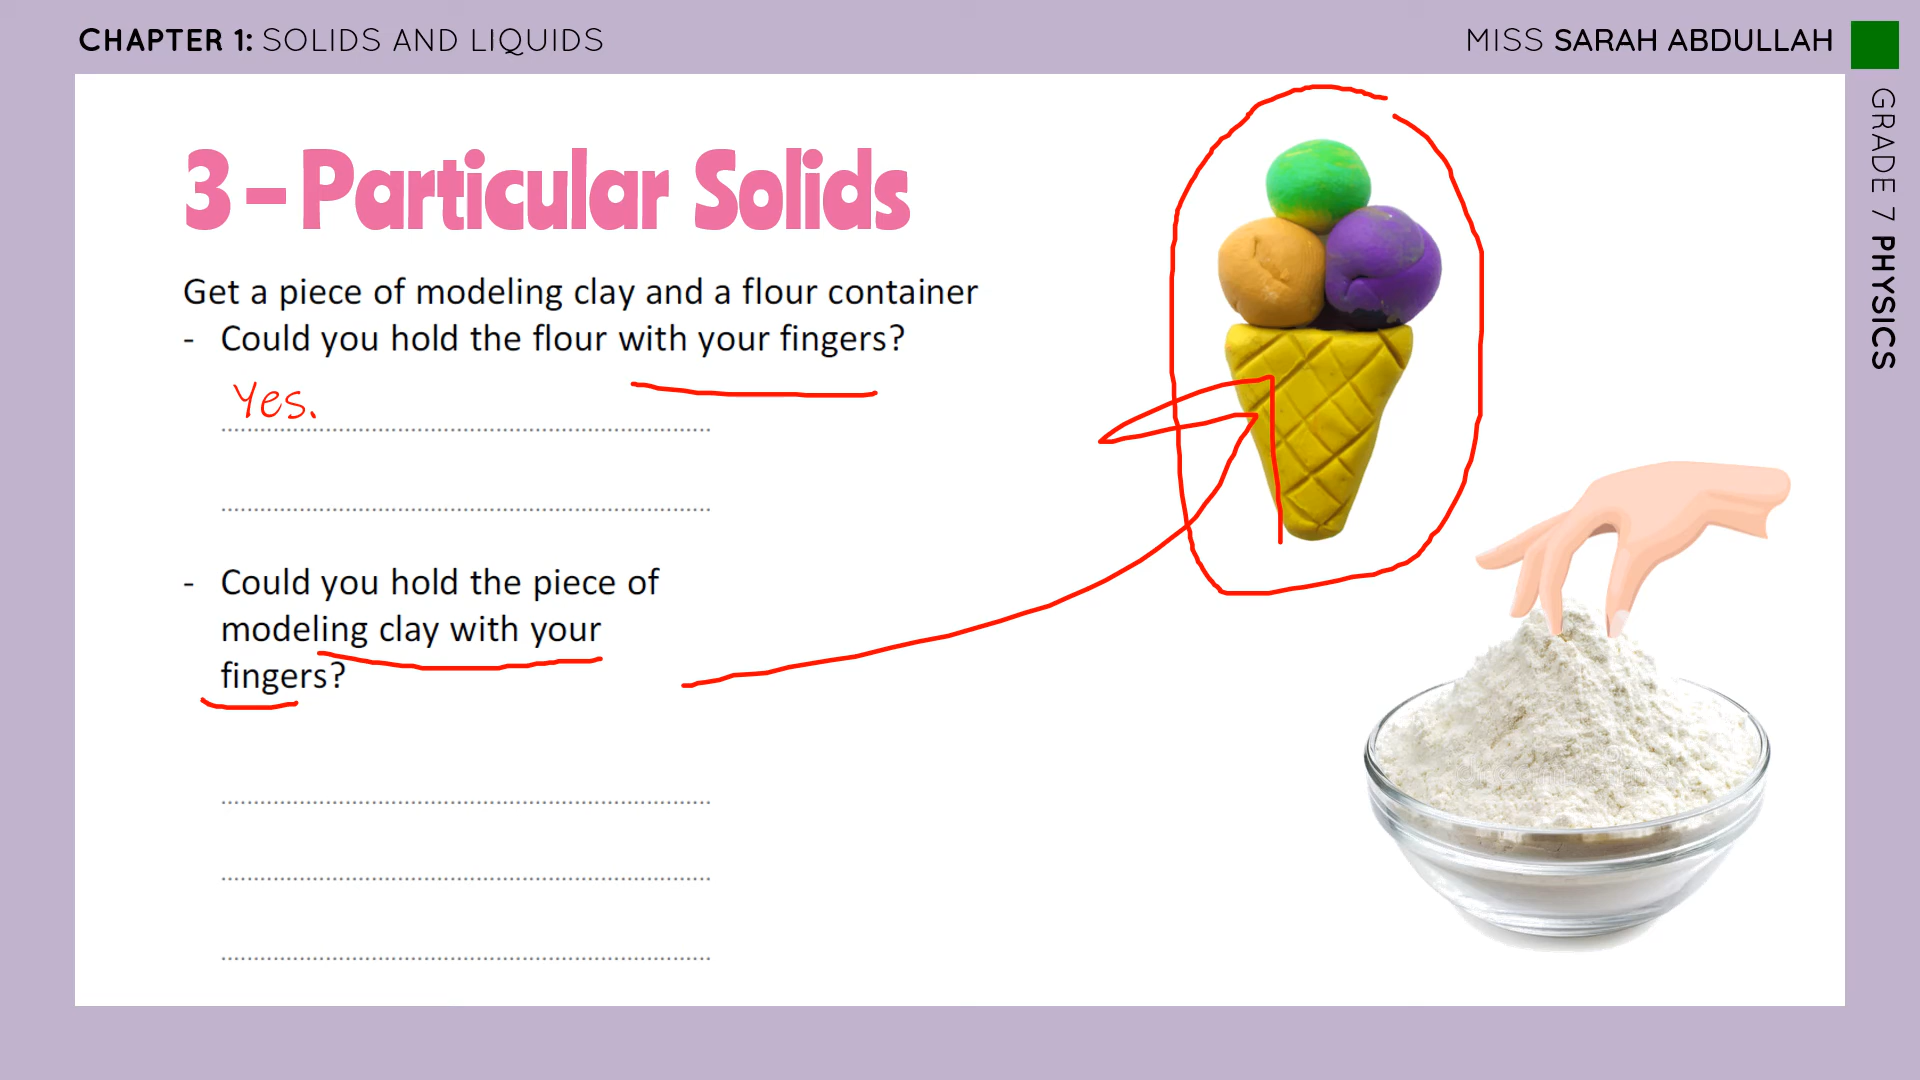 CHAPTER 1: SOLIDS AND LIQUIDS
MISS SARAH ABDULLAH
GRADE 7 PHYSICS
3-Particular Solids
Get a piece of modeling clay and a flour container
- Could you hold the flour with your fingers?
Yes.
- Could you hold the piece of
modeling clay with your
fingers?